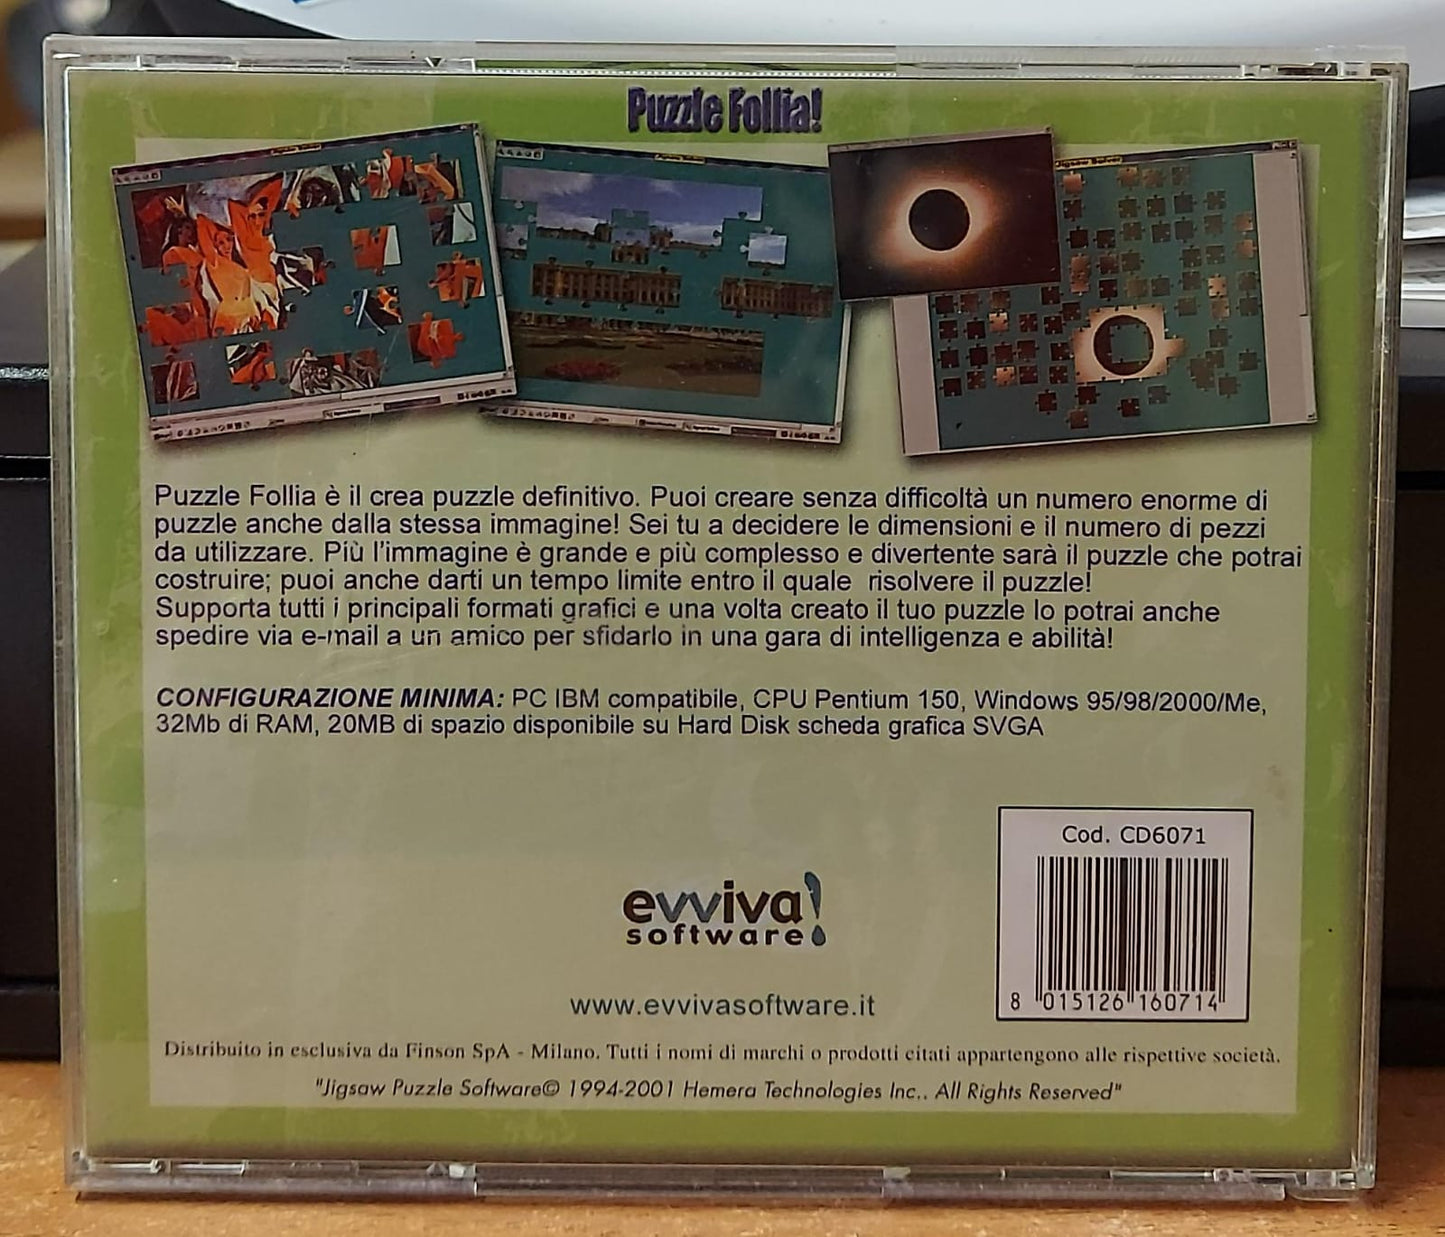 Puzzle Follia!
Puzzle Follia è il crea puzzle definitivo. Puoi creare senza difficoltà un numero enorme di
puzzle anche dalla stessa immagine! Sei tu a decidere le dimensioni e il numero di pezzi
da utilizzare. Più l'immagine è grande e più complesso e divertente sarà il puzzle che potrai
costruire; puoi anche darti un tempo limite entro il quale risolvere il puzzle!
Supporta tutti i principali formati grafici e una volta creato il tuo puzzle lo potrai anche
spedire via e-mail a un amico per sfidarlo in una gara di intelligenza e abilità!
CONFIGURAZIONE MINIMA: PC IBM compatibile, CPU Pentium 150, Windows 95/98/2000/Me,
32Mb di RAM, 20MB di spazio disponibile su Hard Disk scheda grafica SVGA
Cod. CD6071
8 015126 160714
evviva!
software
www.evvivasoftware.it
Distribuito in esclusiva da Finson SpA - Milano. Tutti i nomi di marchi o prodotti citati appartengono alle rispettive società.
"Jigsaw Puzzle Software© 1994-2001 Hemera Technologies Inc.. All Rights Reserved"